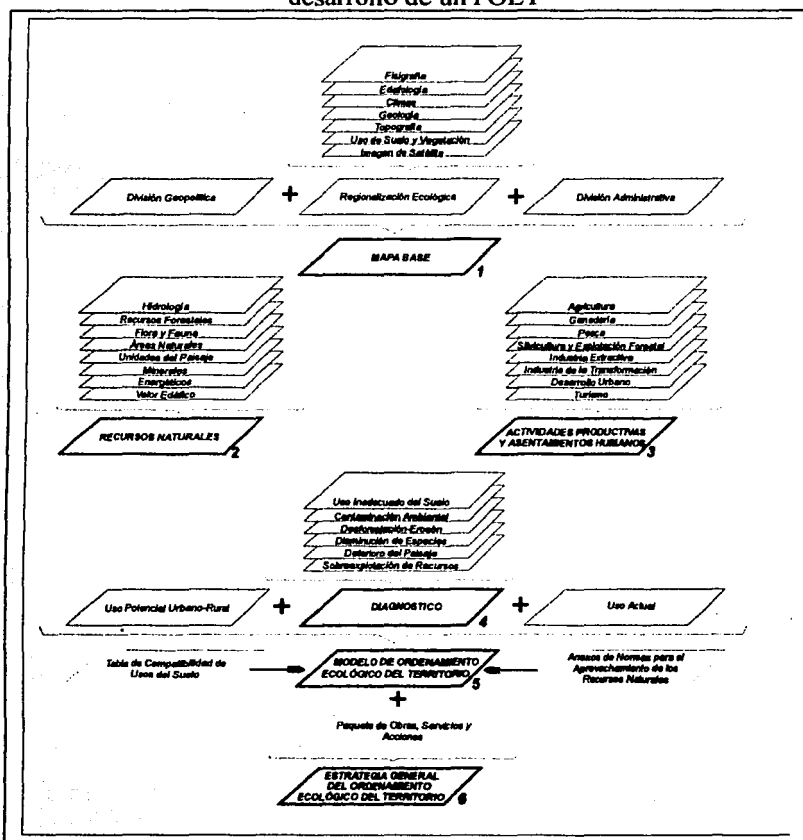 desarrollo de un POET
Fisiografía
Edafología
Climas
Geología
Topografía
Uso de Suelo y Vegetación
Imagen de Satélite
División Geopolítica + Regionalización Ecológica + División Administrativa
MAPA BASE 1
Hidrología
Recursos Forestales
Flora y Fauna
Áreas Naturales
Unidades del Paisaje
Minerales
Energéticos
Valor Edáfico
RECURSOS NATURALES 2
Agricultura
Ganadería
Pesca
Silvicultura y Explotación Forestal
Industria Extractiva
Industria de la Transformación
Desarrollo Urbano
Turismo
ACTIVIDADES PRODUCTIVAS
Y ASENTAMIENTOS HUMANOS 3
Uso Inadecuado del Suelo
Contaminación Ambiental
Desforestación-Erosión
Disminución de Especies
Deterioro del Paisaje
Sobreexplotación de Recursos
Uso Potencial Urbano-Rural + DIAGNOSTICO 4 + Uso Actual
Tabla de Compatibilidad de
Usos del Suelo
MODELO DE ORDENAMIENTO
ECOLÓGICO DEL TERRITORIO 5
Anexos de Normas para el
Aprovechamiento de los
Recursos Naturales
+
Paquete de Obras, Servicios y
Acciones
ESTRATEGIA GENERAL
DEL ORDENAMIENTO
ECOLÓGICO DEL TERRITORIO 6